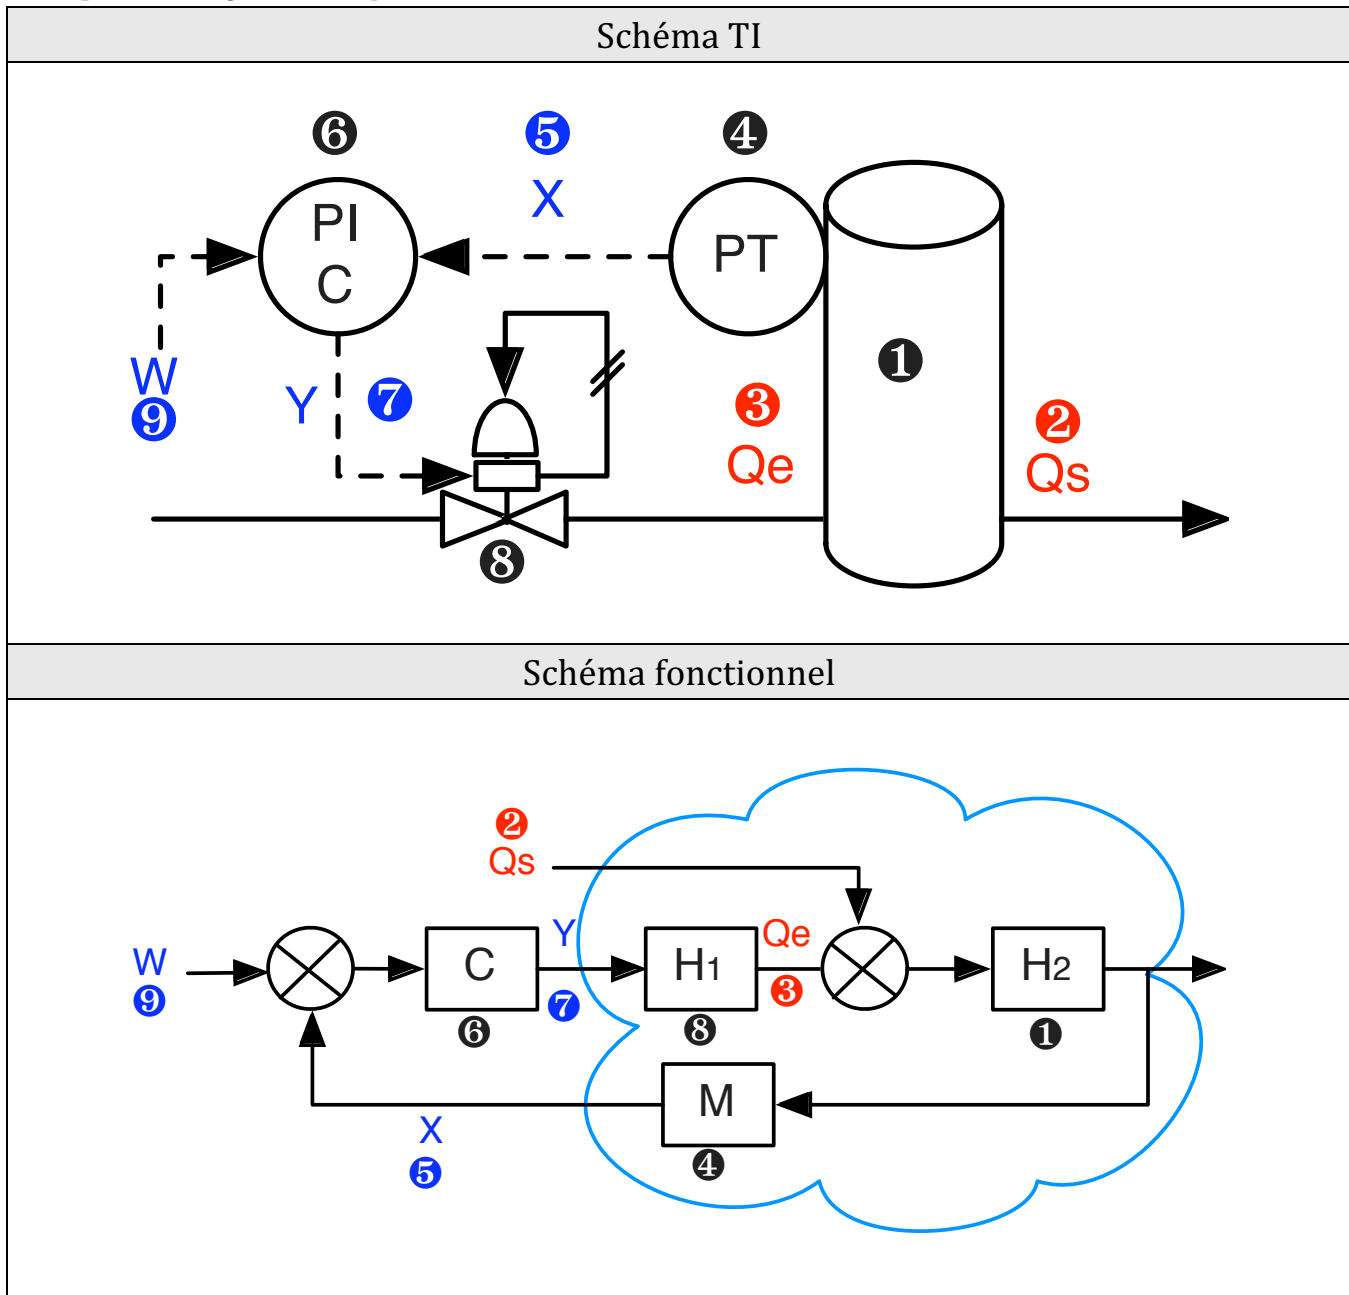 Schéma TI
❻ ❺ ❹
X
PI
C
PT
❶
W
❾
Y ❼
❸
Qe
❷
Qs
❽
Schéma fonctionnel
❷
Qs
W
❾
C
❻
Y
❼
H1
❽
Qe
❸
H2
❶
M
❹
X
❺